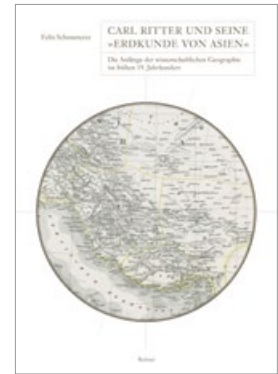 Felix Schmutterer
CARL RITTER UND SEINE
»ERDKUNDE VON ASIEN«
Die Anfänge der wissenschaftlichen Geographie
im frühen 19. Jahrhundert
Reimer